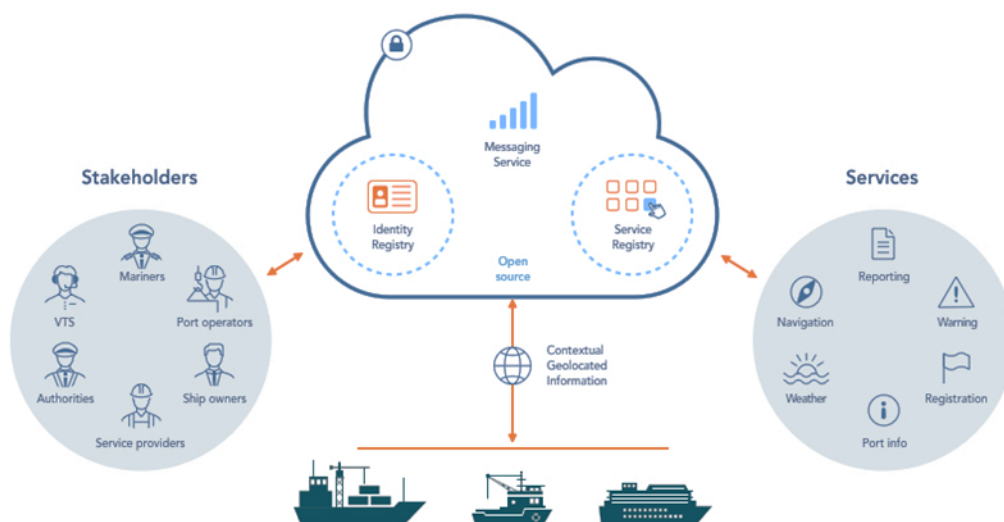 Messaging
Service
Stakeholders
Services
Identity
Registry
Service
Registry
Open
source
Mariners
VTS
Port operators
Authorities
Ship owners
Service providers
Reporting
Navigation
Warning
Weather
Registration
Port info
Contextual
Geolocated
Information